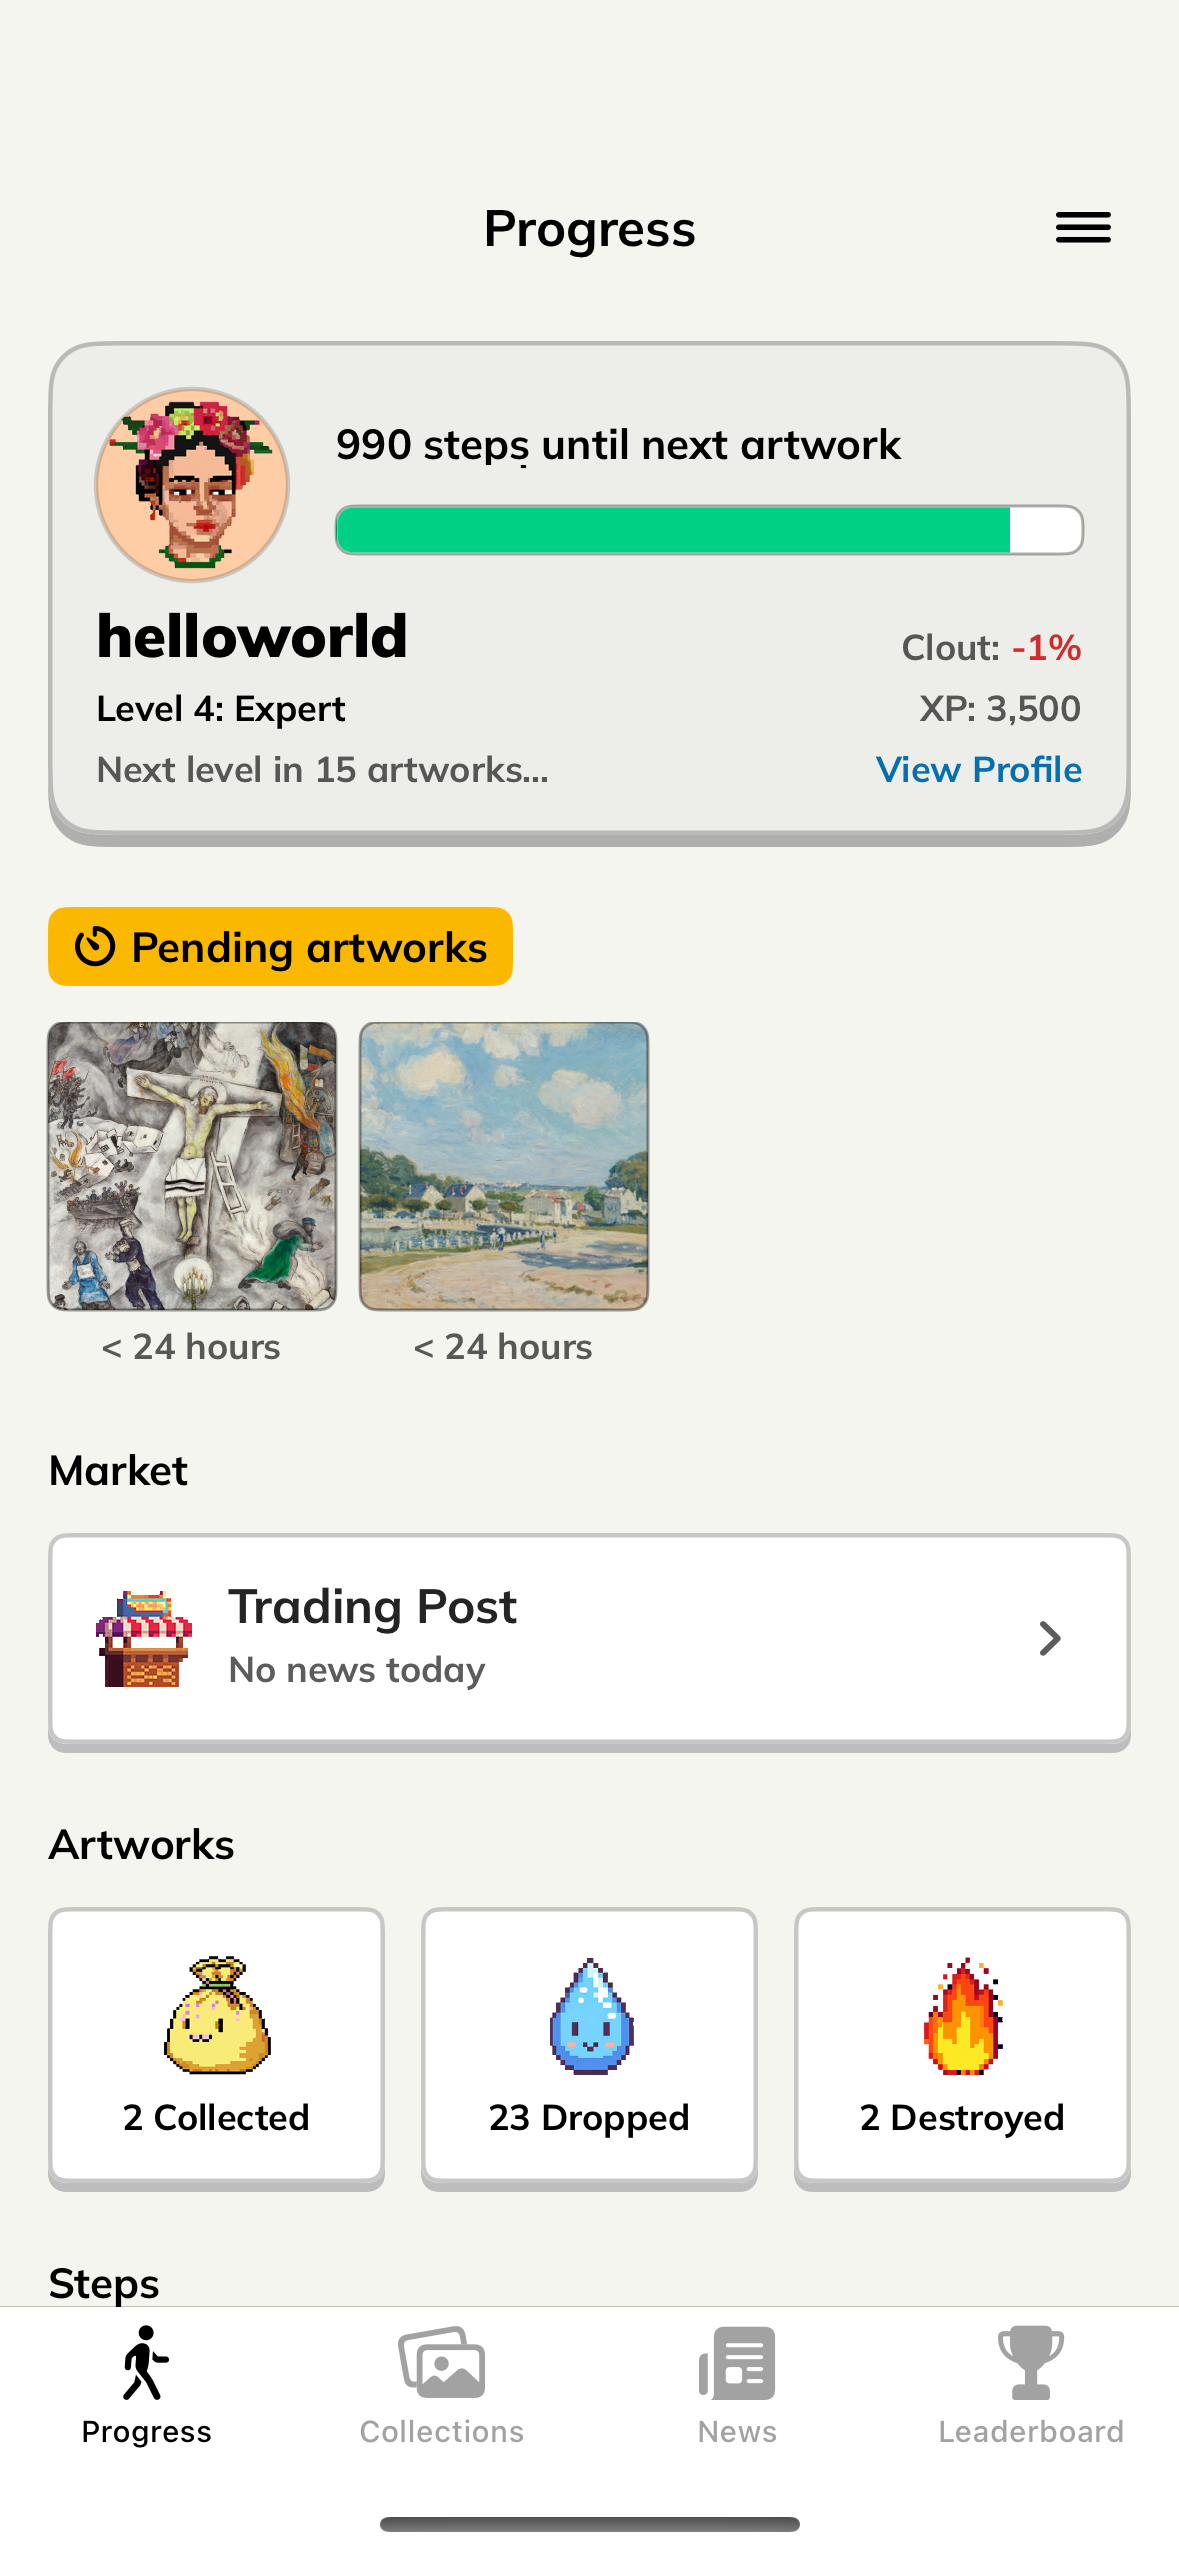 Progress
990 steps until next artwork
helloworld
Clout: -1%
Level 4: Expert
XP: 3,500
Next level in 15 artworks...
View Profile
Pending artworks
< 24 hours
< 24 hours
Market
Trading Post
No news today
Artworks
2 Collected
23 Dropped
2 Destroyed
Steps
Progress
Collections
News
Leaderboard